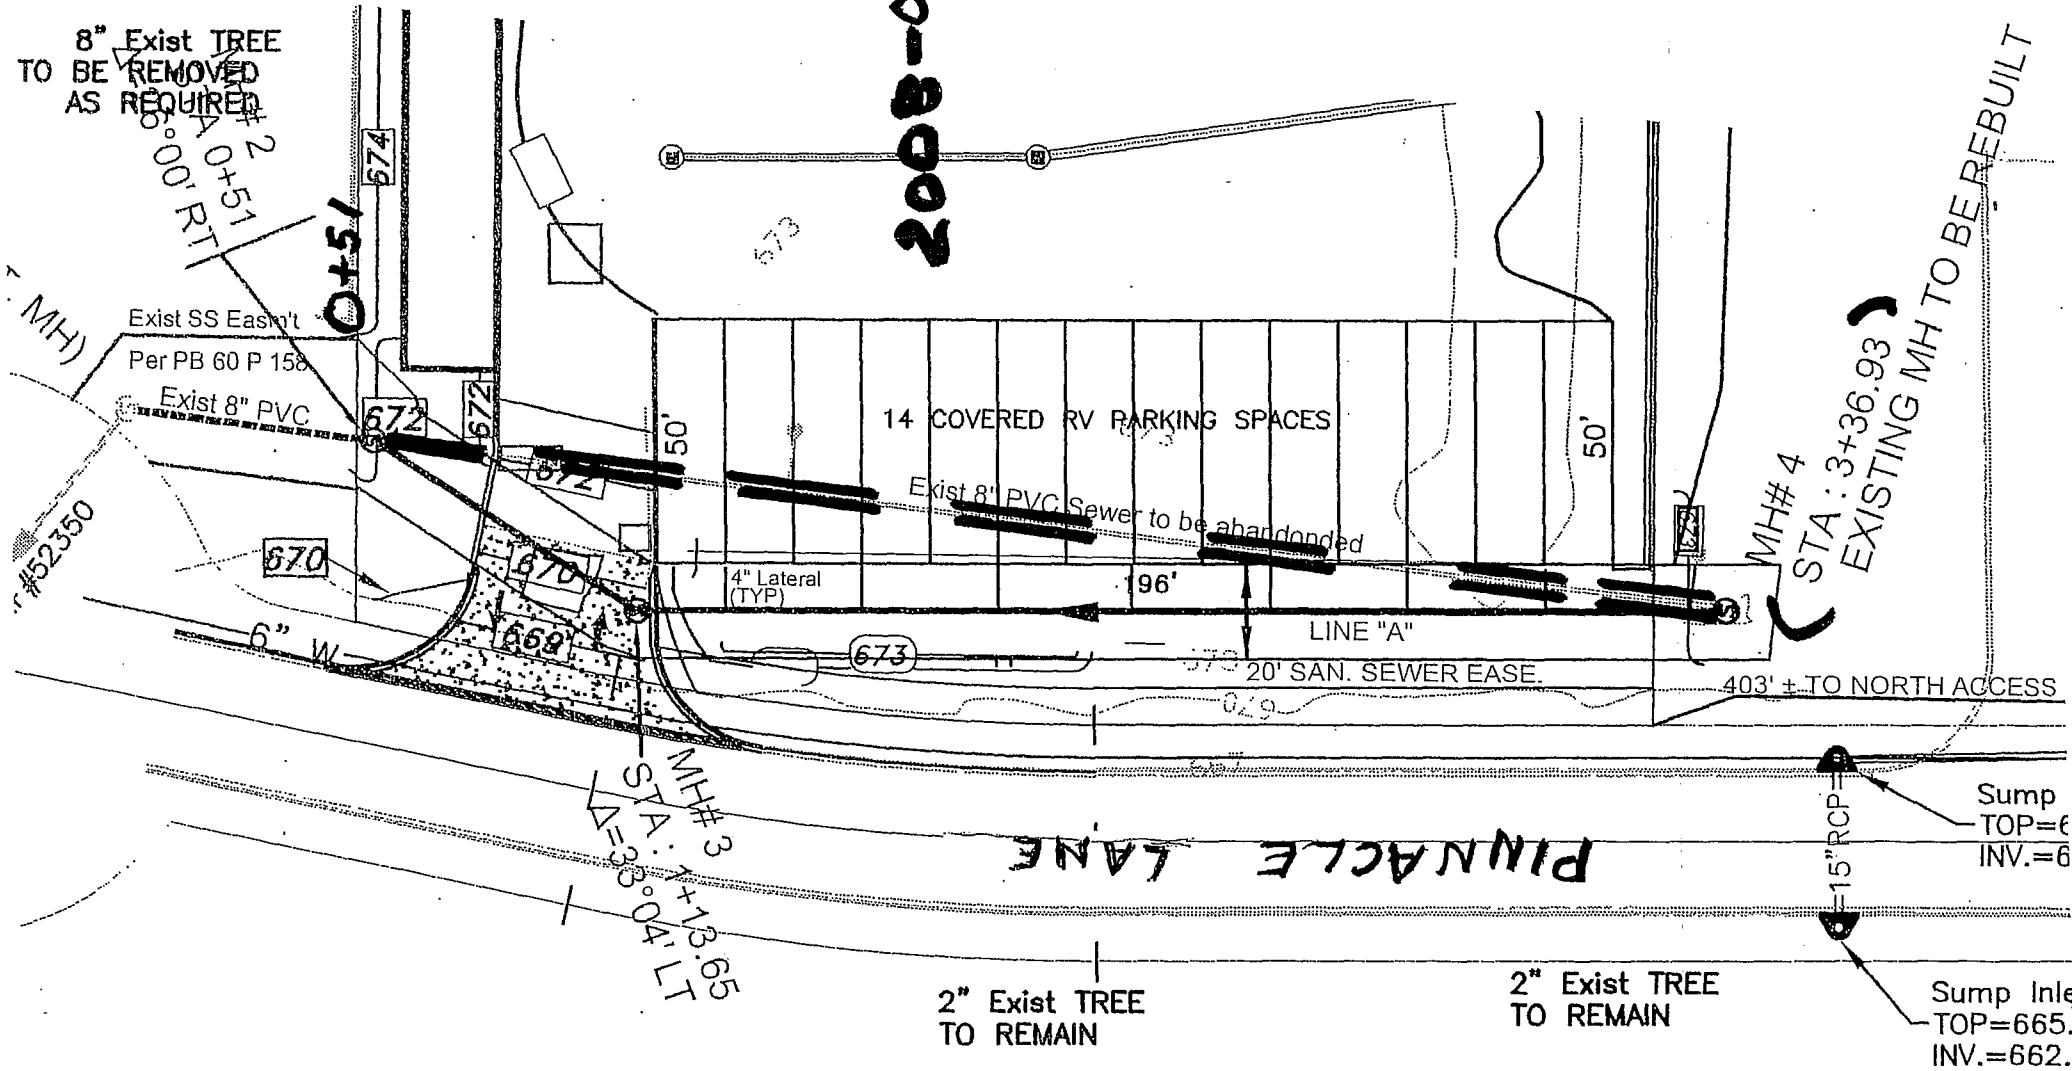 8" Exist TREE
TO BE REMOVED
AS REQUIRED
MH# 2
STA 0+51
°00' RT
0+51
674
200B-0
673
MH)
Exist SS Easm't
Per PB 60 P 158
Exist 8" PVC
672
672
672
50'
14 COVERED RV PARKING SPACES
50'
Exist 8" PVC Sewer to be abandonded
MH# 4
STA : 3+36.93
EXISTING MH TO BE REBUILT
#52350
670
670
669
4" Lateral
(TYP)
196'
LINE "A"
673
673
673
20' SAN. SEWER EASE.
403' ± TO NORTH ACCESS
6" W
670
MH# 3
STA : 1+13.65
Δ=33°04' LT
PINNACLE LANE
15" RCP
Sump
TOP=6
INV.=6
2" Exist TREE
TO REMAIN
2" Exist TREE
TO REMAIN
Sump Inle
TOP=665.
INV.=662.